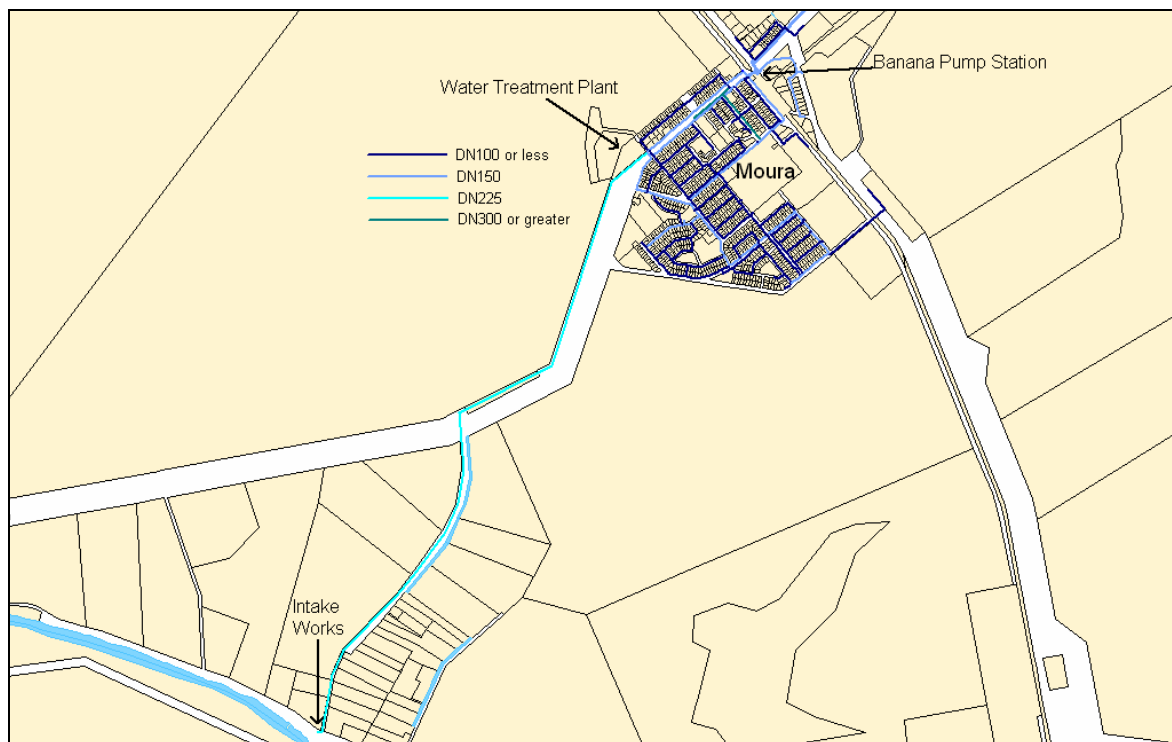 Banana Pump Station
Water Treatment Plant
DN100 or less
DN150
DN225
DN300 or greater
Moura
Intake
Works